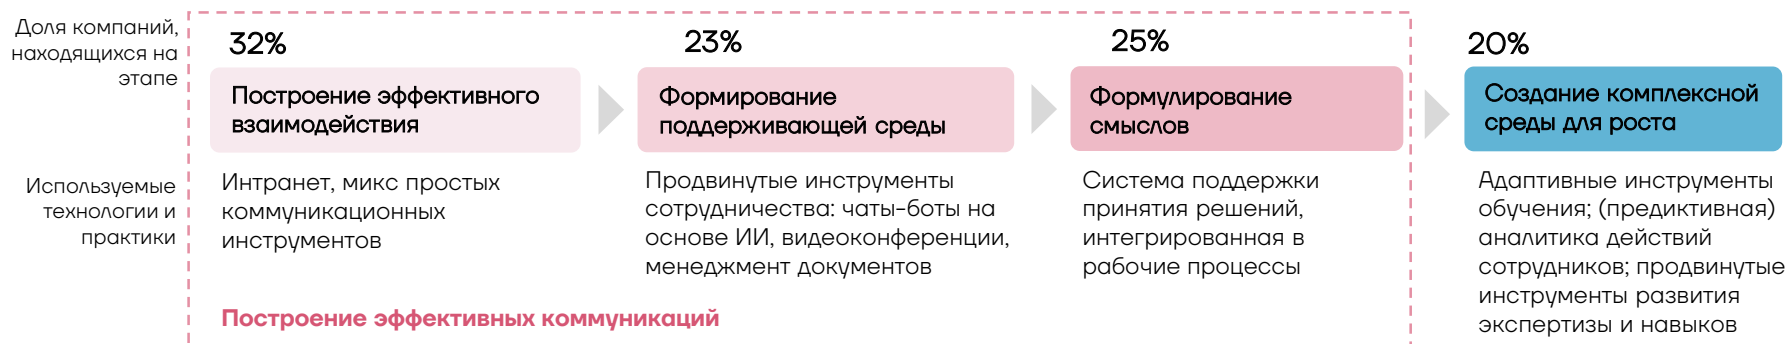 Доля компаний,
находящихся на
этапе
32%
23%
25%
20%
Построение эффективного
взаимодействия
Формирование
поддерживающей среды
Формулирование
смыслов
Создание комплексной
среды для роста
Используемые
технологии и
практики
Интранет, микс простых
коммуникационных
инструментов
Продвинутые инструменты
сотрудничества: чаты-боты на
основе ИИ, видеоконференции,
менеджмент документов
Система поддержки
принятия решений,
интегрированная в
рабочие процессы
Адаптивные инструменты
обучения; (предиктивная)
аналитика действий
сотрудников; продвинутые
инструменты развития
экспертизы и навыков
Построение эффективных коммуникаций